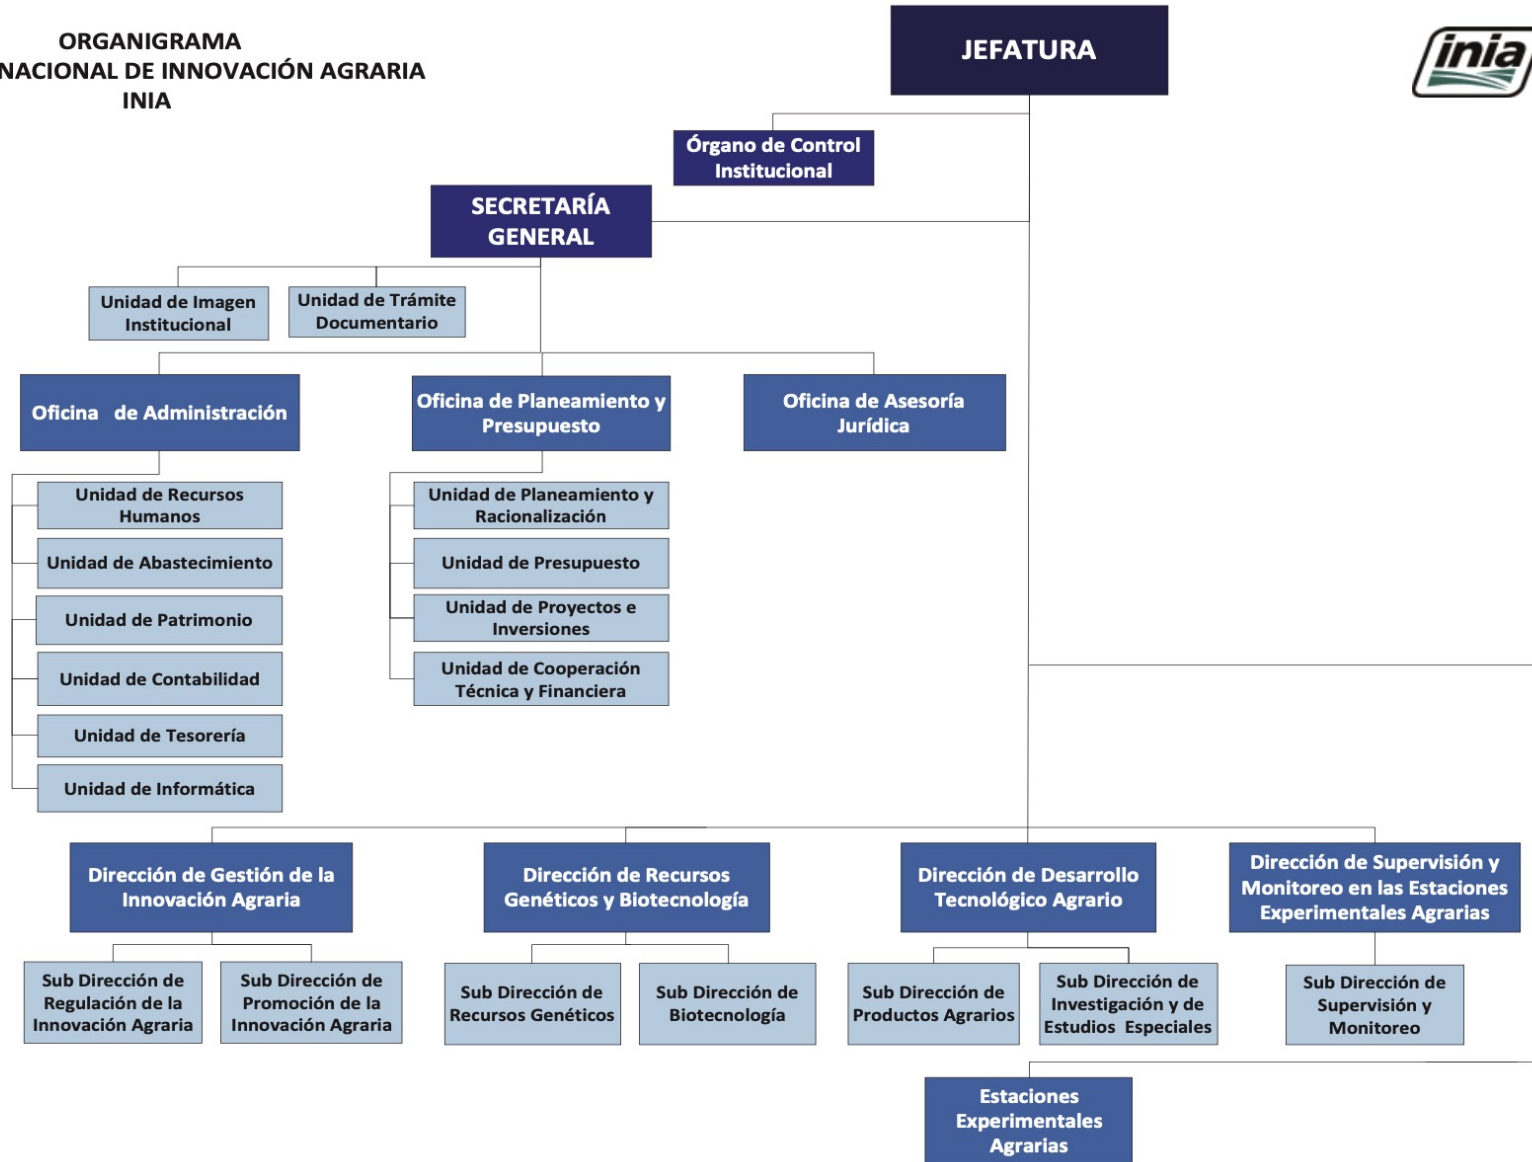 ORGANIGRAMA
NACIONAL DE INNOVACIÓN AGRARIA
INIA
JEFATURA
inia
Órgano de Control
Institucional
SECRETARÍA
GENERAL
Unidad de Imagen
Institucional
Unidad de Trámite
Documentario
Oficina de Administración
Oficina de Planeamiento y
Presupuesto
Oficina de Asesoría
Jurídica
Unidad de Recursos
Humanos
Unidad de Abastecimiento
Unidad de Patrimonio
Unidad de Contabilidad
Unidad de Tesorería
Unidad de Informática
Unidad de Planeamiento y
Racionalización
Unidad de Presupuesto
Unidad de Proyectos e
Inversiones
Unidad de Cooperación
Técnica y Financiera
Dirección de Gestión de la
Innovación Agraria
Dirección de Recursos
Genéticos y Biotecnología
Dirección de Desarrollo
Tecnológico Agrario
Dirección de Supervisión y
Monitoreo en las Estaciones
Experimentales Agrarias
Sub Dirección de
Regulación de la
Innovación Agraria
Sub Dirección de
Promoción de la
Innovación Agraria
Sub Dirección de
Recursos Genéticos
Sub Dirección de
Biotecnología
Sub Dirección de
Productos Agrarios
Sub Dirección de
Investigación y de
Estudios Especiales
Sub Dirección de
Supervisión y
Monitoreo
Estaciones
Experimentales
Agrarias